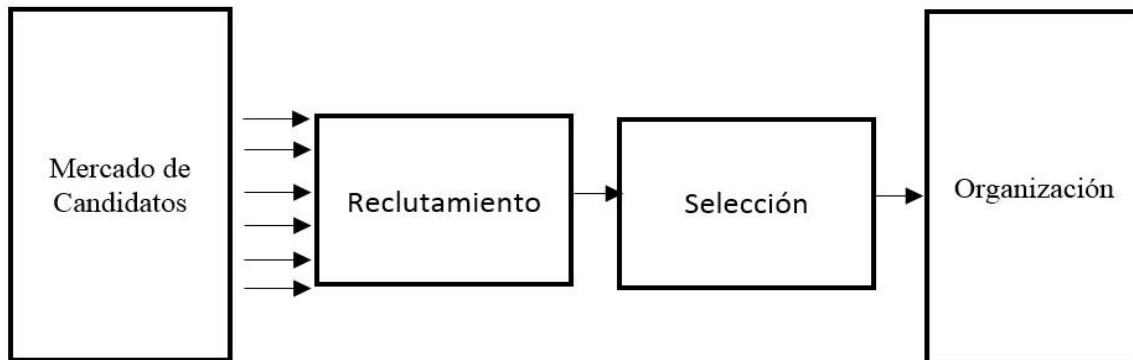 Mercado de
Candidatos
Reclutamiento
Selección
Organización